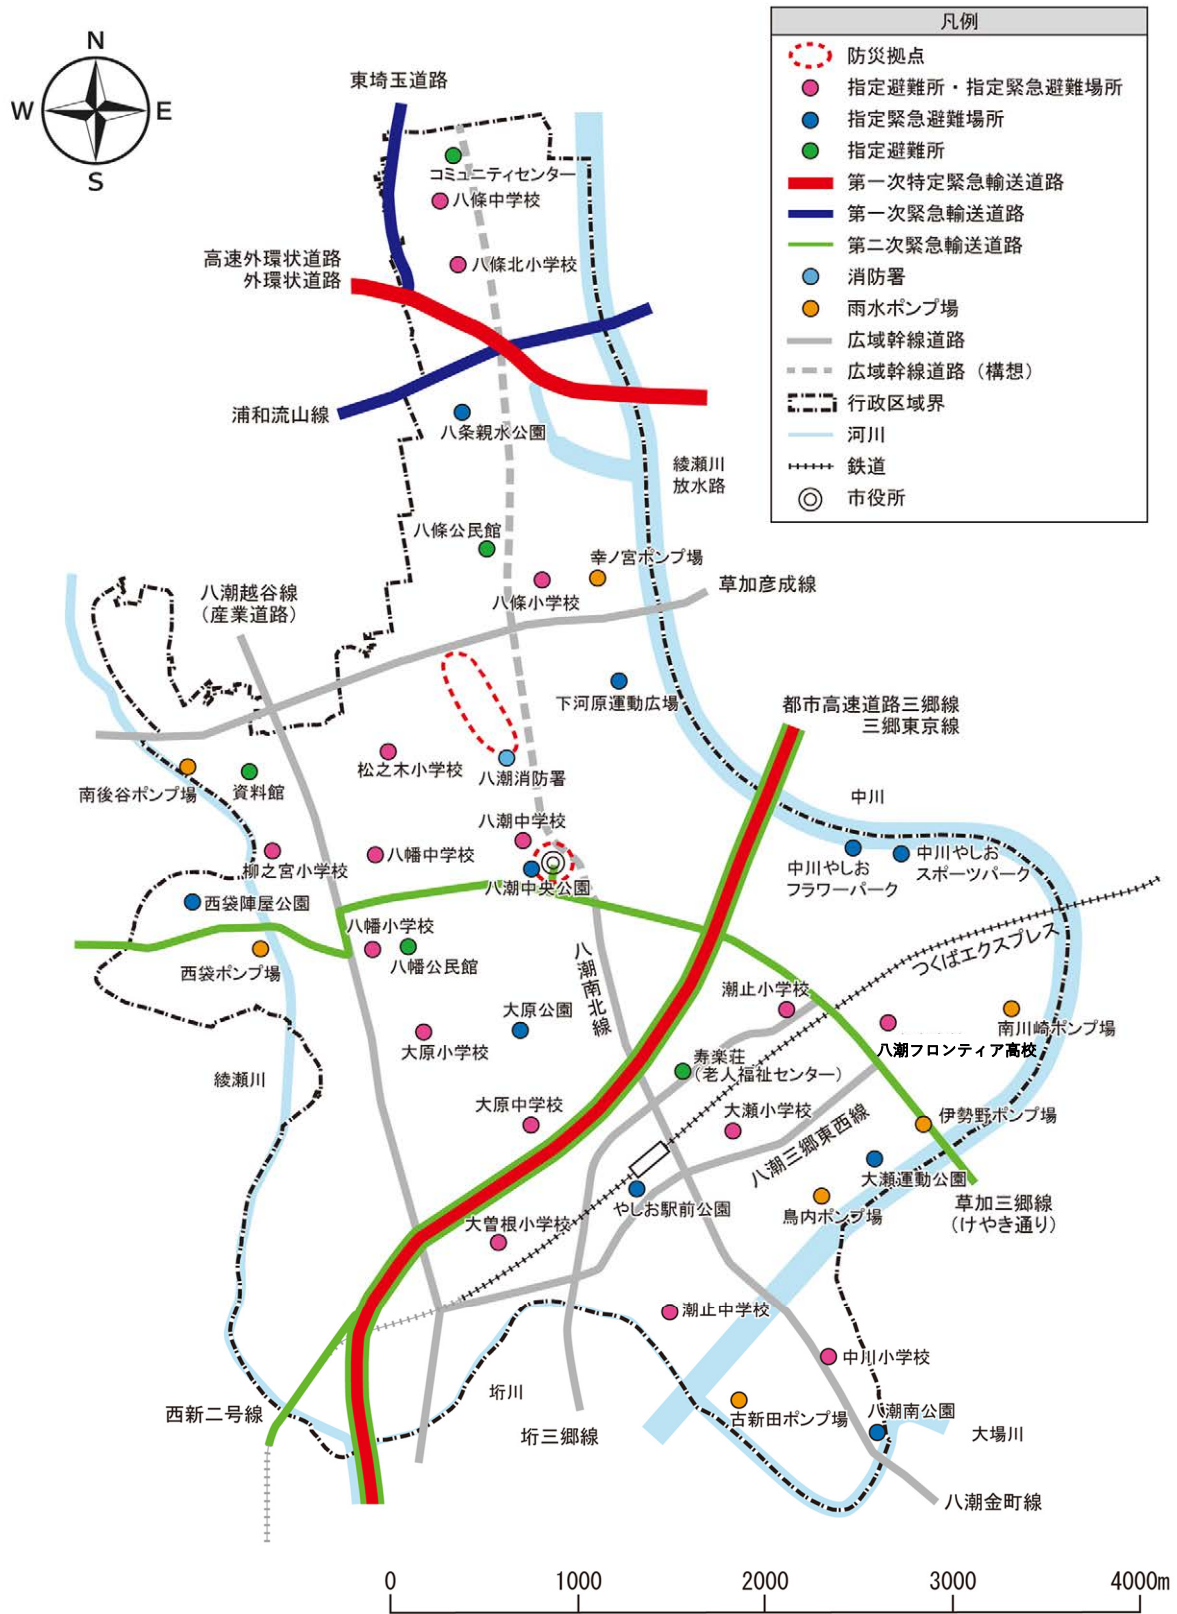 N
W
E
S
凡例
防災拠点
指定避難所・指定緊急避難場所
指定緊急避難場所
指定避難所
第一次特定緊急輸送道路
第一次緊急輸送道路
第二次緊急輸送道路
消防署
雨水ポンプ場
広域幹線道路
広域幹線道路（構想）
行政区域界
河川
鉄道
市役所
東埼玉道路
コミュニティセンター
八條中学校
高速外環状道路
外環状道路
八條北小学校
浦和流山線
八条親水公園
綾瀬川
放水路
八條公民館
幸ノ宮ポンプ場
八條小学校
草加彦成線
八潮越谷線
（産業道路）
下河原運動広場
都市高速道路三郷線
三郷東京線
松之木小学校
八潮消防署
南後谷ポンプ場
資料館
中川
八潮中学校
柳之宮小学校
八幡中学校
八潮中央公園
中川やしお
フラワーパーク
中川やしお
スポーツパーク
西袋陣屋公園
八幡小学校
八幡公民館
西袋ポンプ場
八潮南北線
つくばエクスプレス
潮止小学校
大原公園
大原小学校
南川崎ポンプ場
八潮フロンティア高校
寿楽荘
（老人福祉センター）
綾瀬川
大原中学校
大瀬小学校
八潮三郷東西線
伊勢野ポンプ場
大瀬運動公園
やしお駅前公園
鳥内ポンプ場
草加三郷線
（けやき通り）
大曽根小学校
潮止中学校
中川小学校
垳川
西新二号線
垳三郷線
古新田ポンプ場
八潮南公園
大場川
八潮金町線
0
1000
2000
3000
4000m